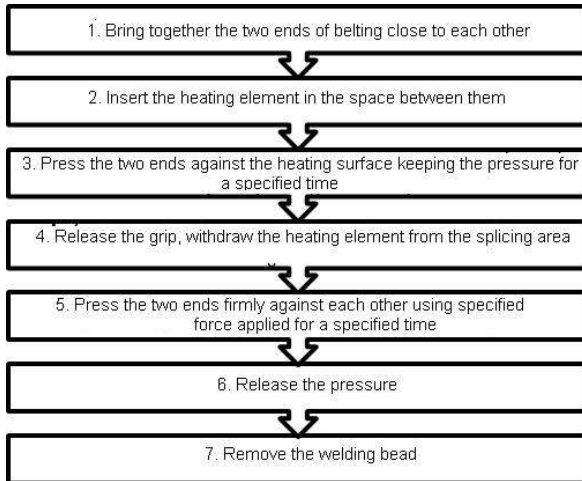 1. Bring together the two ends of belting close to each other
2. Insert the heating element in the space between them
3. Press the two ends against the heating surface keeping the pressure for
a specified time
4. Release the grip, withdraw the heating element from the splicing area
5. Press the two ends firmly against each other using specified
force applied for a specified time
6. Release the pressure
7. Remove the welding bead